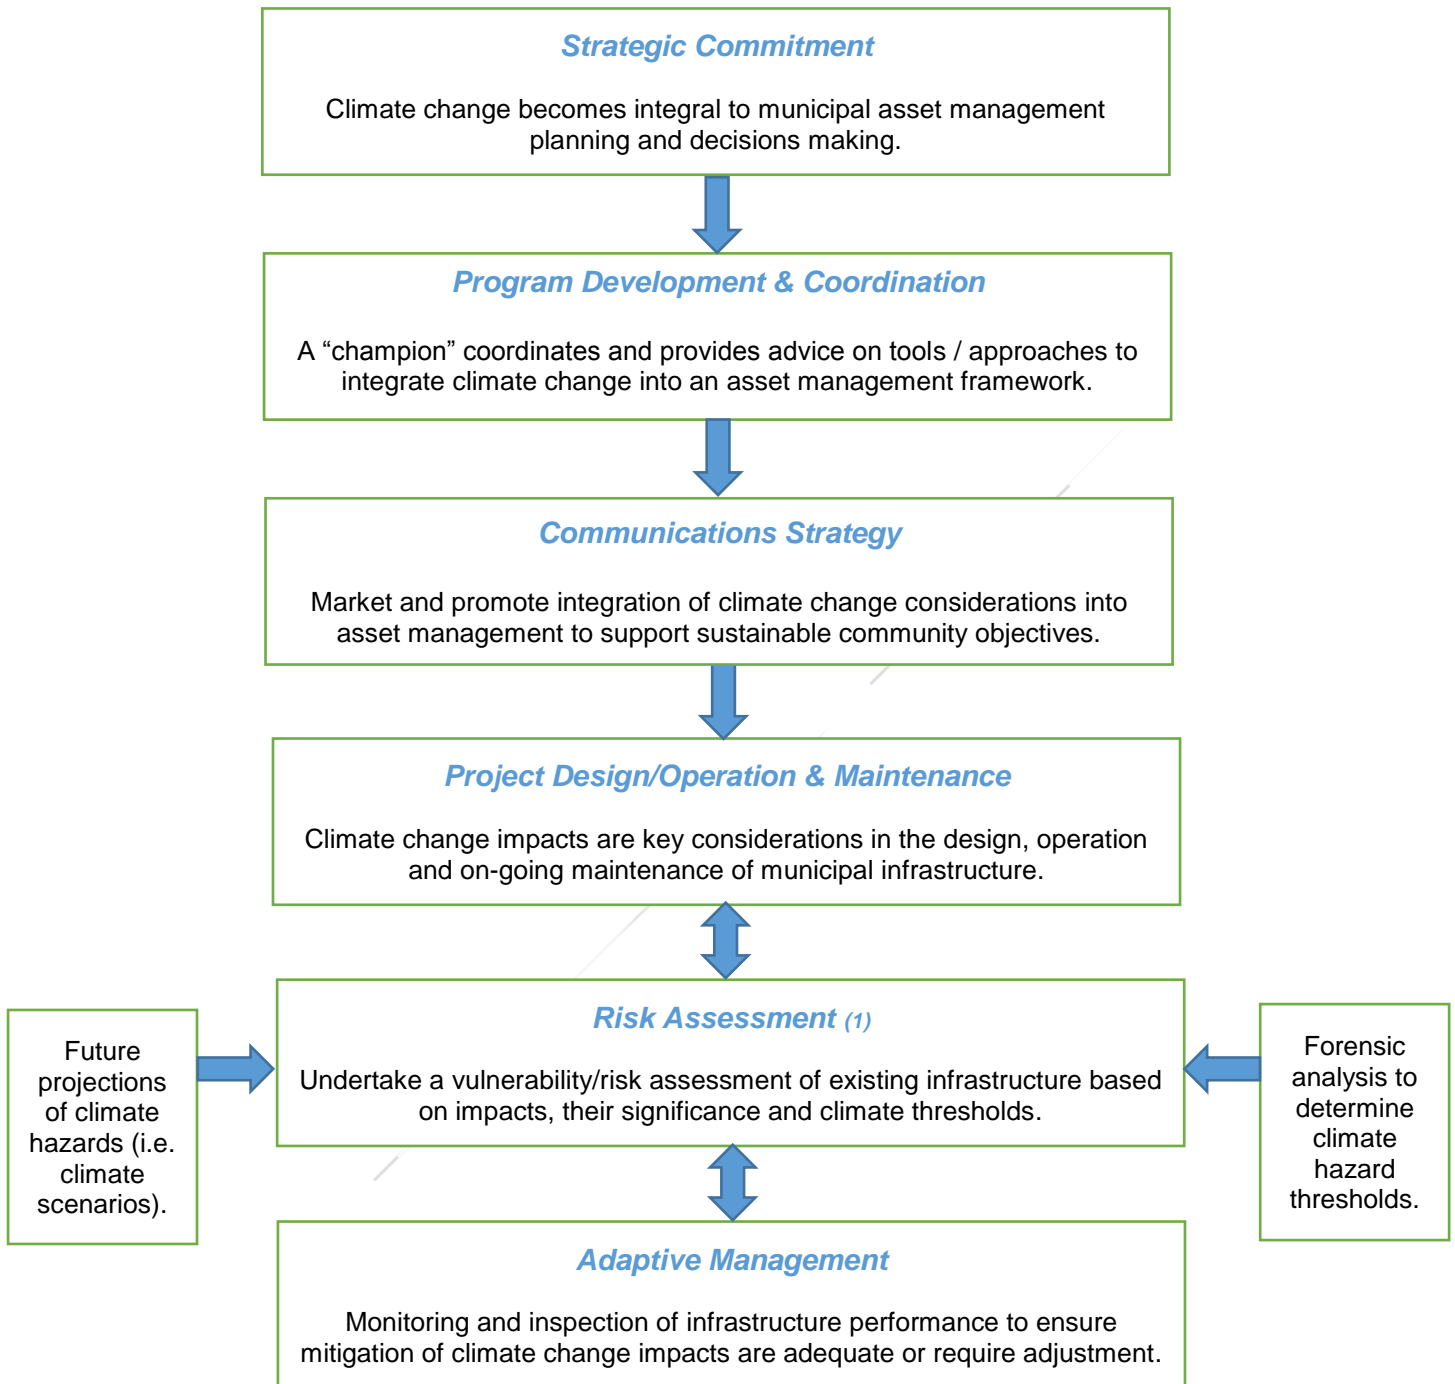 Strategic Commitment
Climate change becomes integral to municipal asset management
planning and decisions making.
Program Development & Coordination
A “champion” coordinates and provides advice on tools / approaches to
integrate climate change into an asset management framework.
Communications Strategy
Market and promote integration of climate change considerations into
asset management to support sustainable community objectives.
Project Design/Operation & Maintenance
Climate change impacts are key considerations in the design, operation
and on-going maintenance of municipal infrastructure.
Future
projections
of climate
hazards (i.e.
climate
scenarios).
Risk Assessment (1)
Undertake a vulnerability/risk assessment of existing infrastructure based
on impacts, their significance and climate thresholds.
Forensic
analysis to
determine
climate
hazard
thresholds.
Adaptive Management
Monitoring and inspection of infrastructure performance to ensure
mitigation of climate change impacts are adequate or require adjustment.